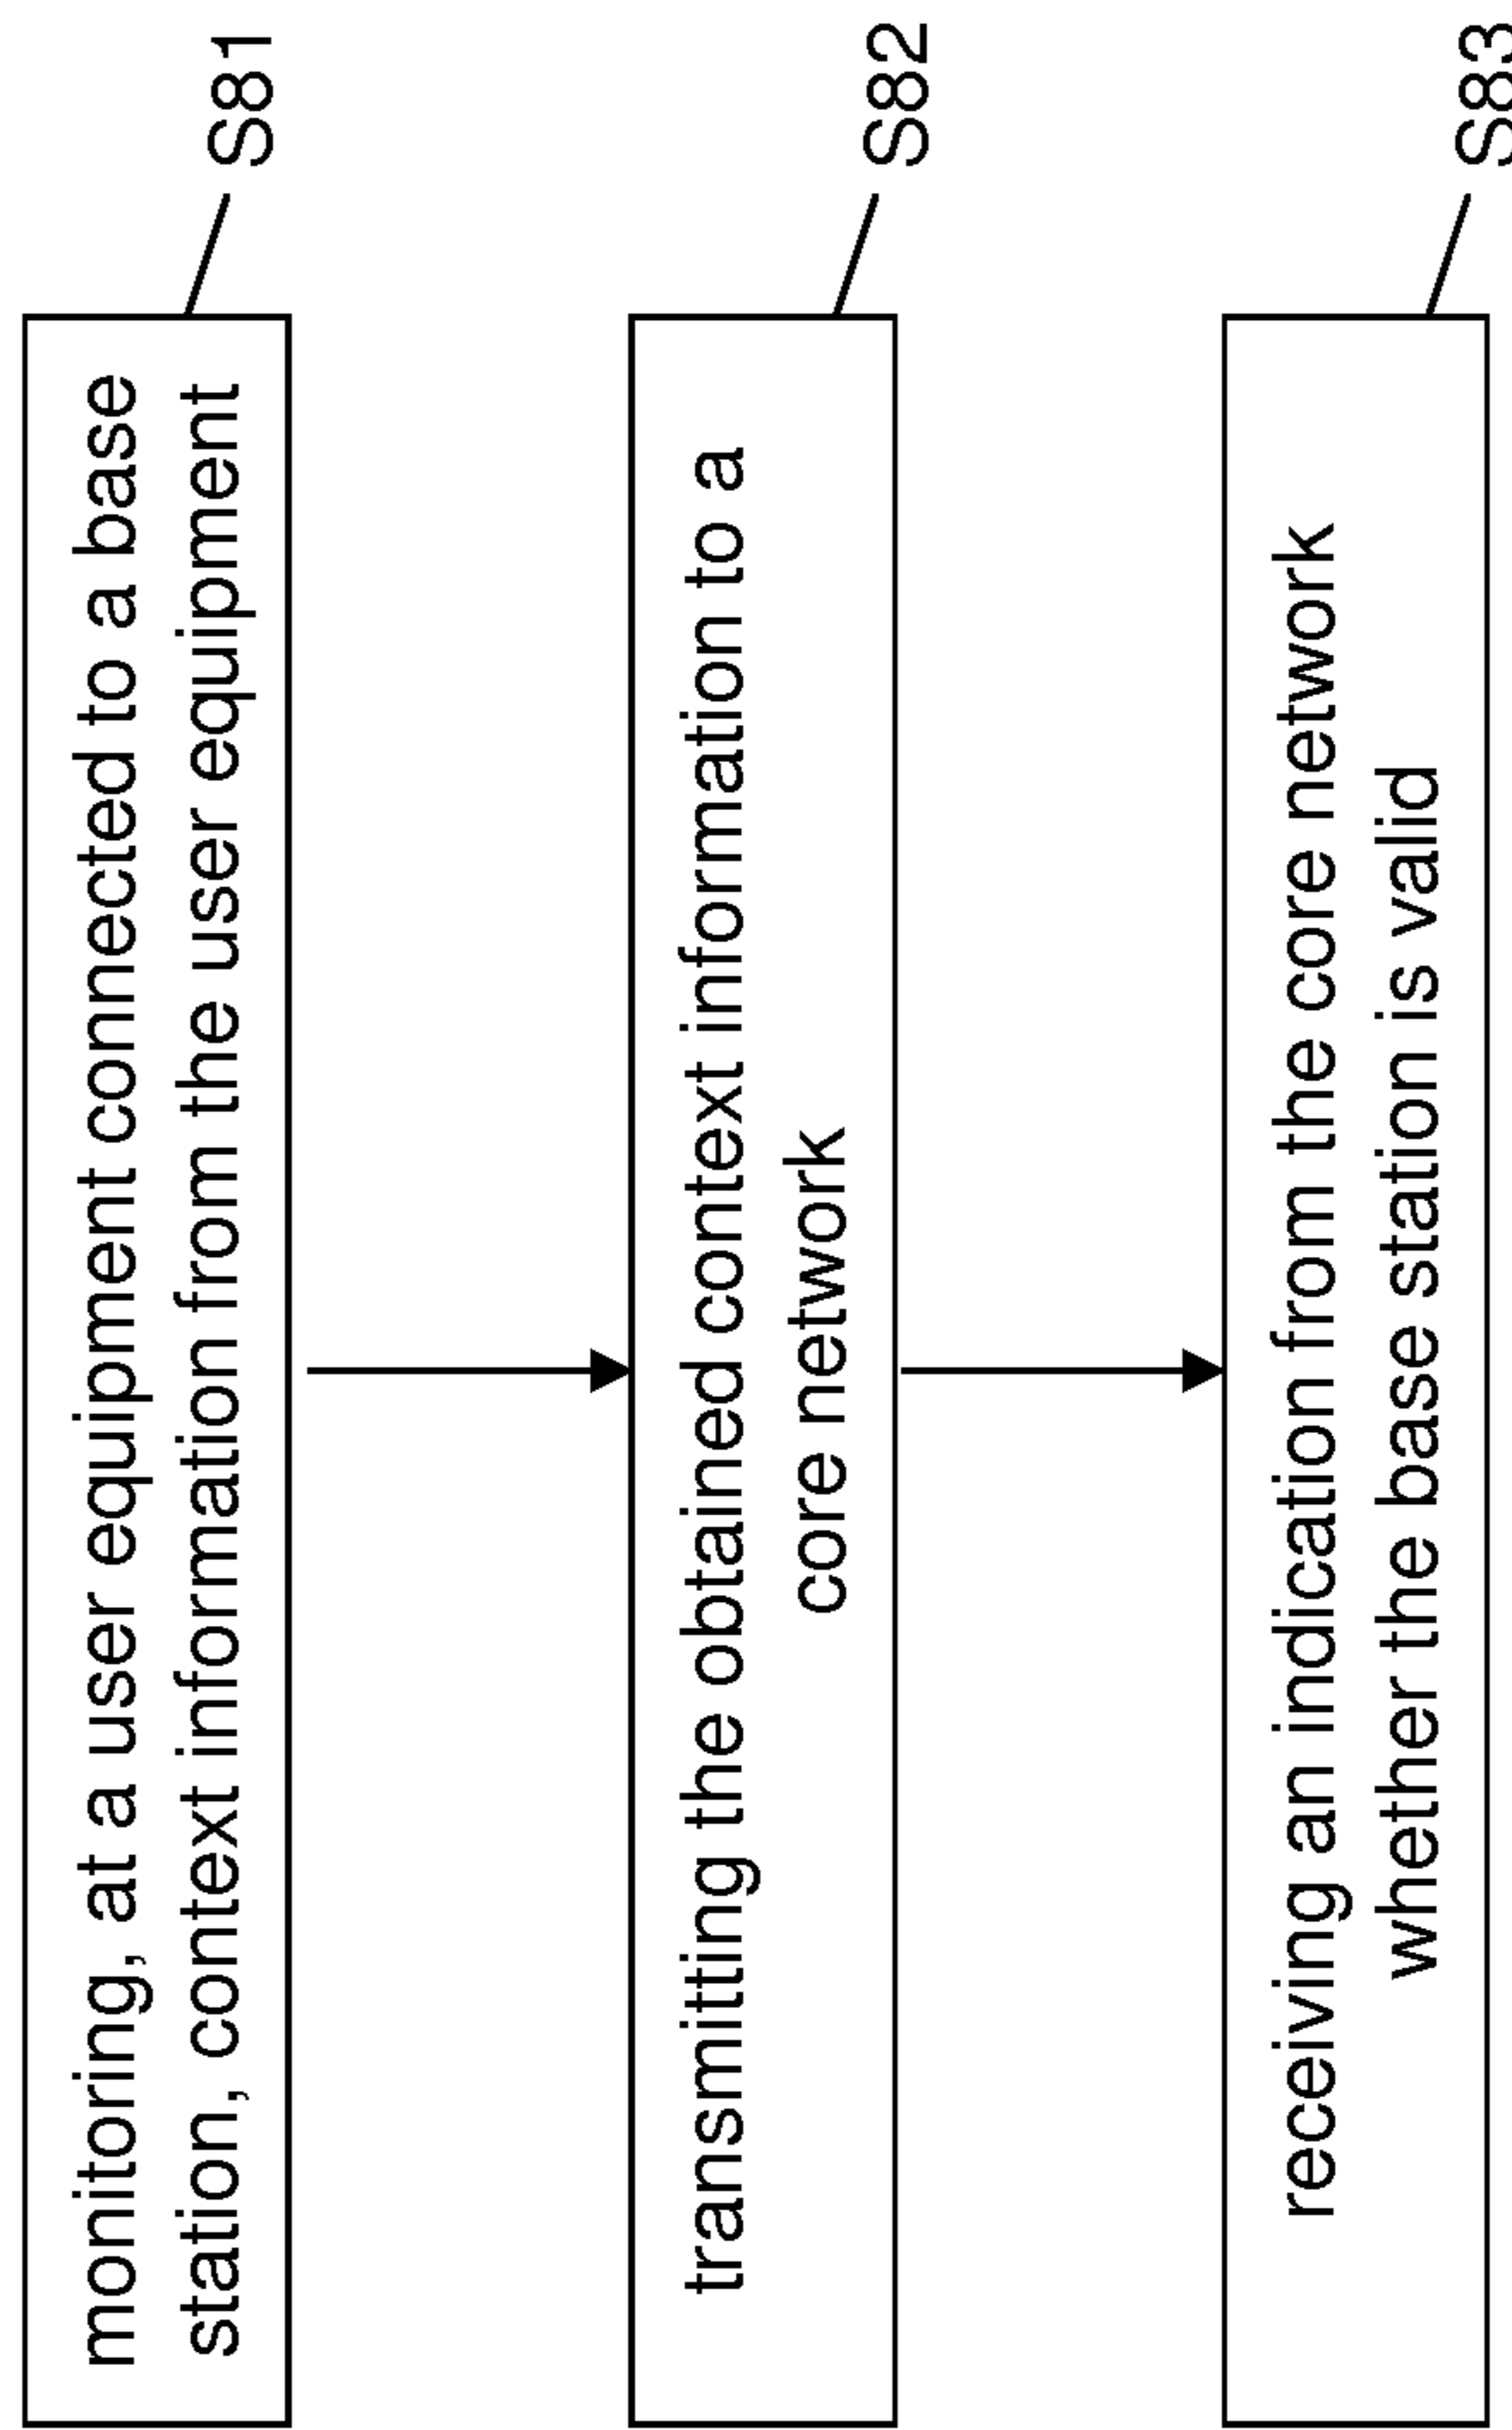 monitoring, at a user equipment connected to a base
station, context information from the user equipment
S81
transmitting the obtained context information to a
core network
S82
receiving an indication from the core network
whether the base station is valid
S83